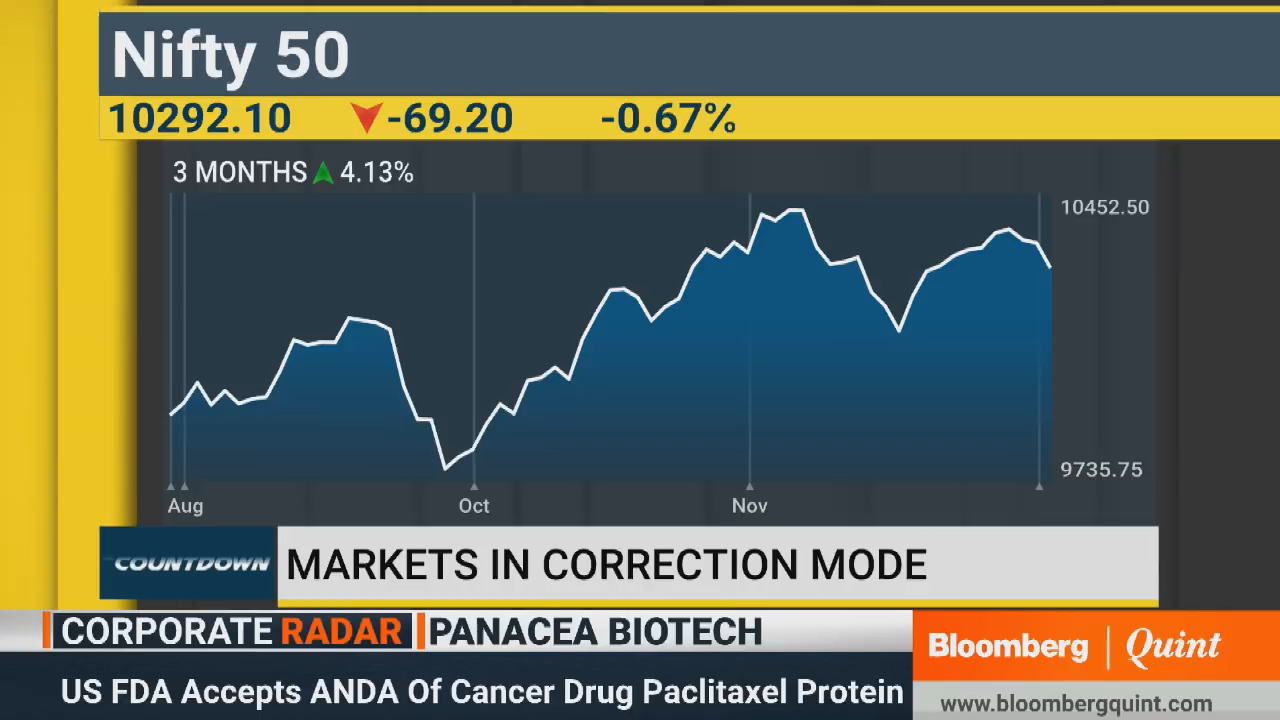 Nifty 50
10292.10 -69.20 -0.67%
3 MONTHS 4.13%
10452.50
9735.75
Aug Oct Nov
COUNTDOWN MARKETS IN CORRECTION MODE
CORPORATE RADAR PANACEA BIOTECH
US FDA Accepts ANDA Of Cancer Drug Paclitaxel Protein
Bloomberg | Quint
www.bloombergquint.com